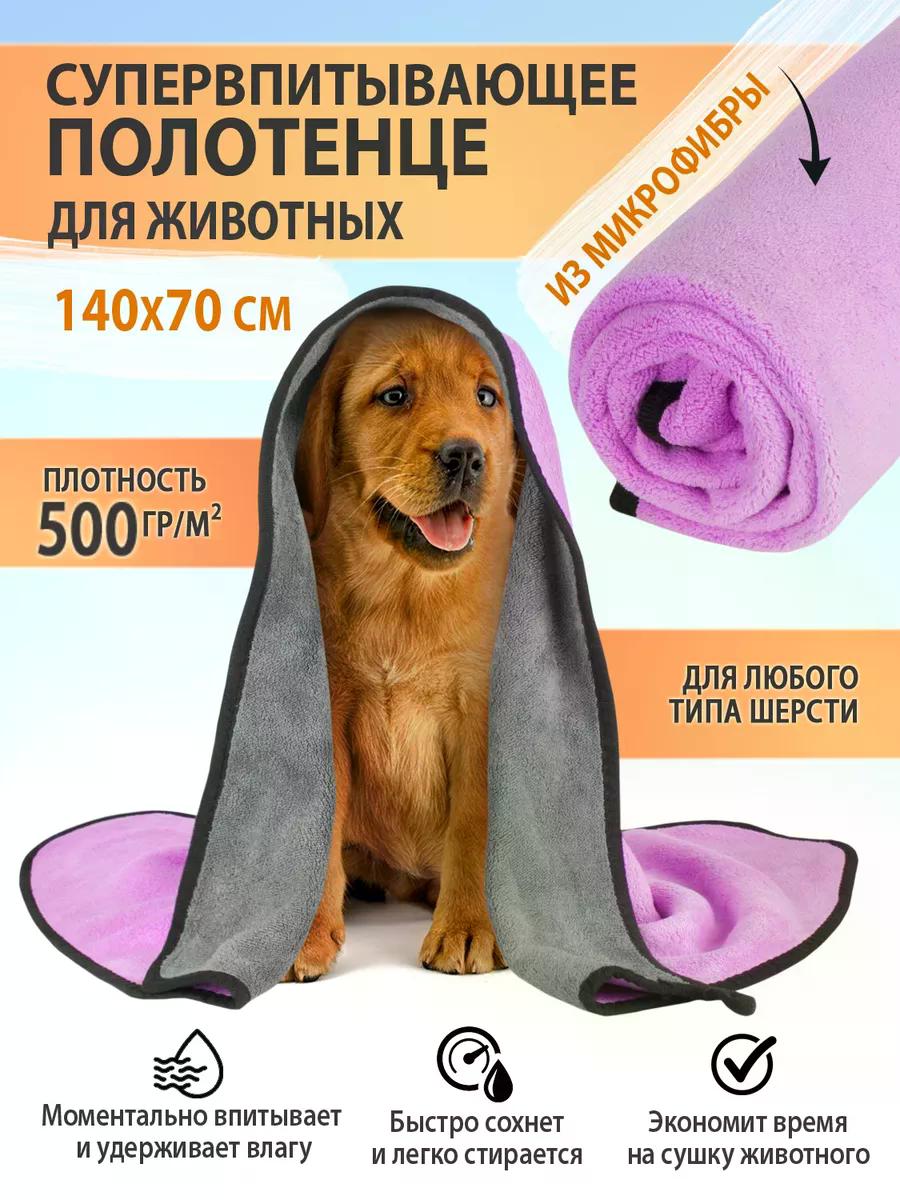 СУПЕРВПИТЫВАЮЩЕЕ
ПОЛОТЕНЦЕ
ДЛЯ ЖИВОТНЫХ
ИЗ МИКРОФИБРЫ
140х70 СМ
ПЛОТНОСТЬ
500 ГР/М²
ДЛЯ ЛЮБОГО
ТИПА ШЕРСТИ
Моментально впитывает
и удерживает влагу
Быстро сохнет
и легко стирается
Экономит время
на сушку животного